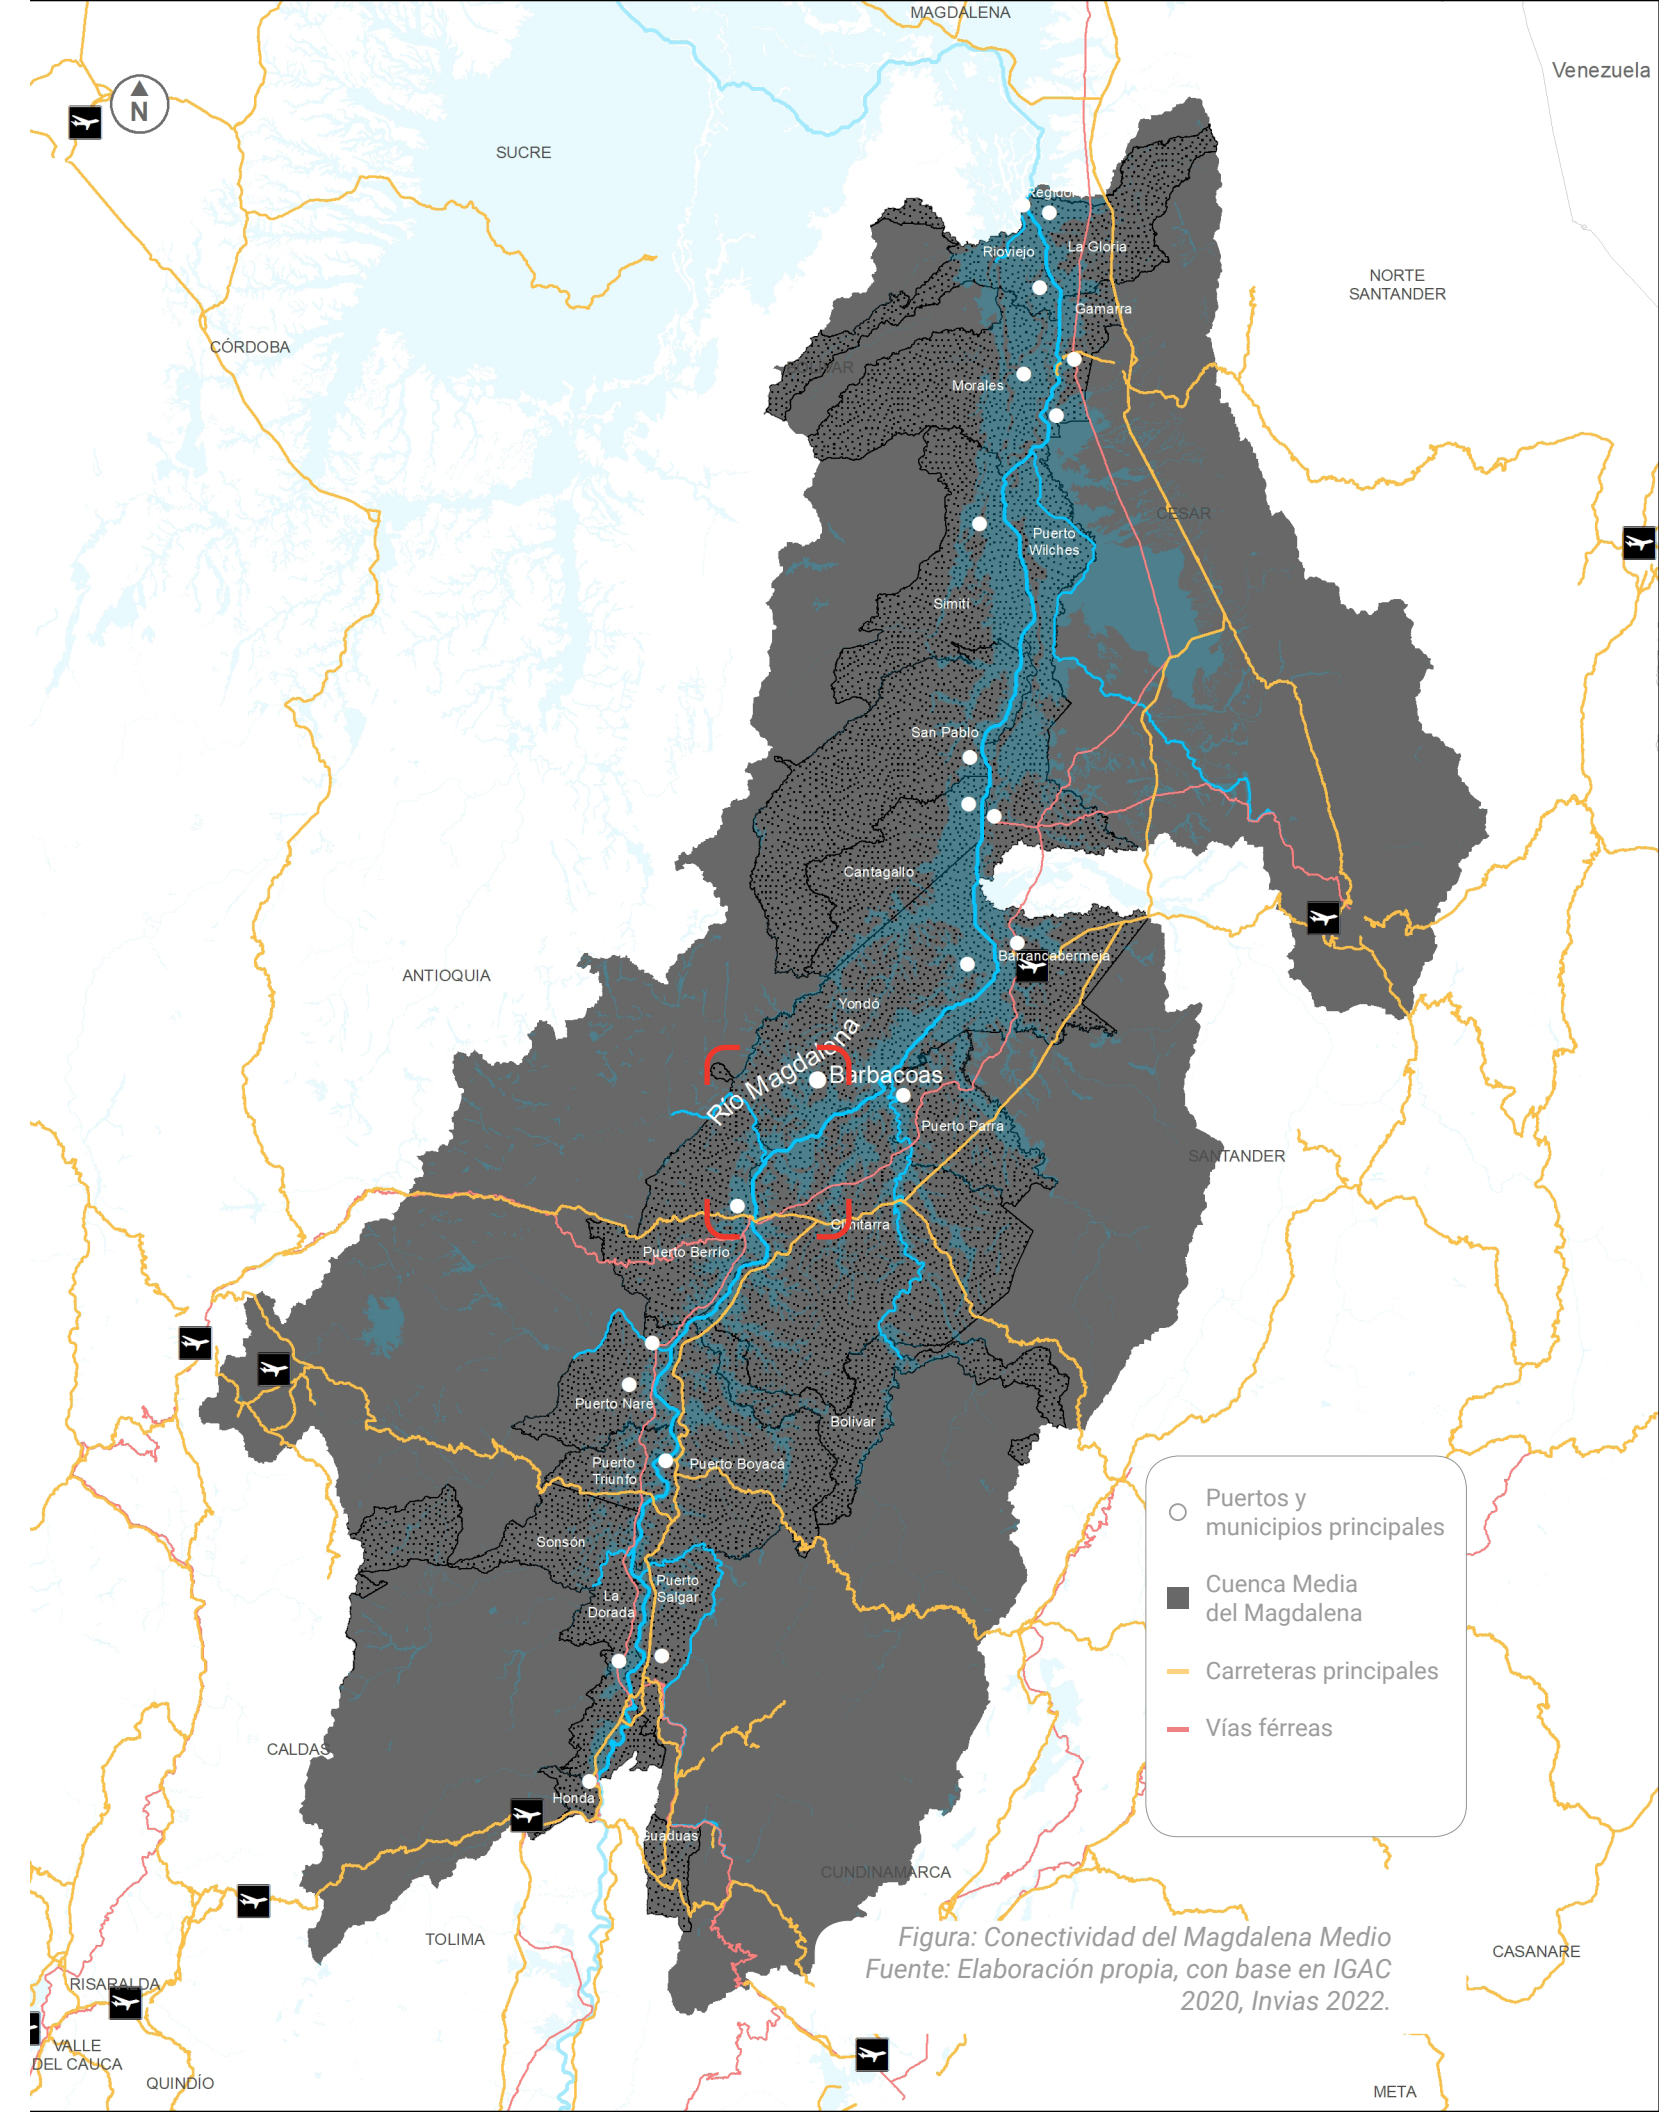 MAGDALENA
Venezuela
N
SUCRE
Regidor
Rioviejo
La Gloria
NORTE
SANTANDER
Gamarra
CÓRDOBA
Morales
CESAR
Puerto
Wilches
Simití
San Pablo
Cantagallo
Barrancabermeja
ANTIOQUIA
Yondó
Río Magdalena
Barbacoas
Puerto Parra
SANTANDER
Cimitarra
Puerto Berrío
Puerto Nare
Bolívar
Puerto
Triunfo
Puerto Boyacá
Sonsón
Puerto
Salgar
La
Dorada
Puertos y
municipios principales
Cuenca Media
del Magdalena
Carreteras principales
Vías férreas
CALDAS
Honda
Guaduas
CUNDINAMARCA
TOLIMA
Figura: Conectividad del Magdalena Medio
Fuente: Elaboración propia, con base en IGAC
2020, Invias 2022.
CASANARE
RISARALDA
VALLE
DEL CAUCA
QUINDÍO
META